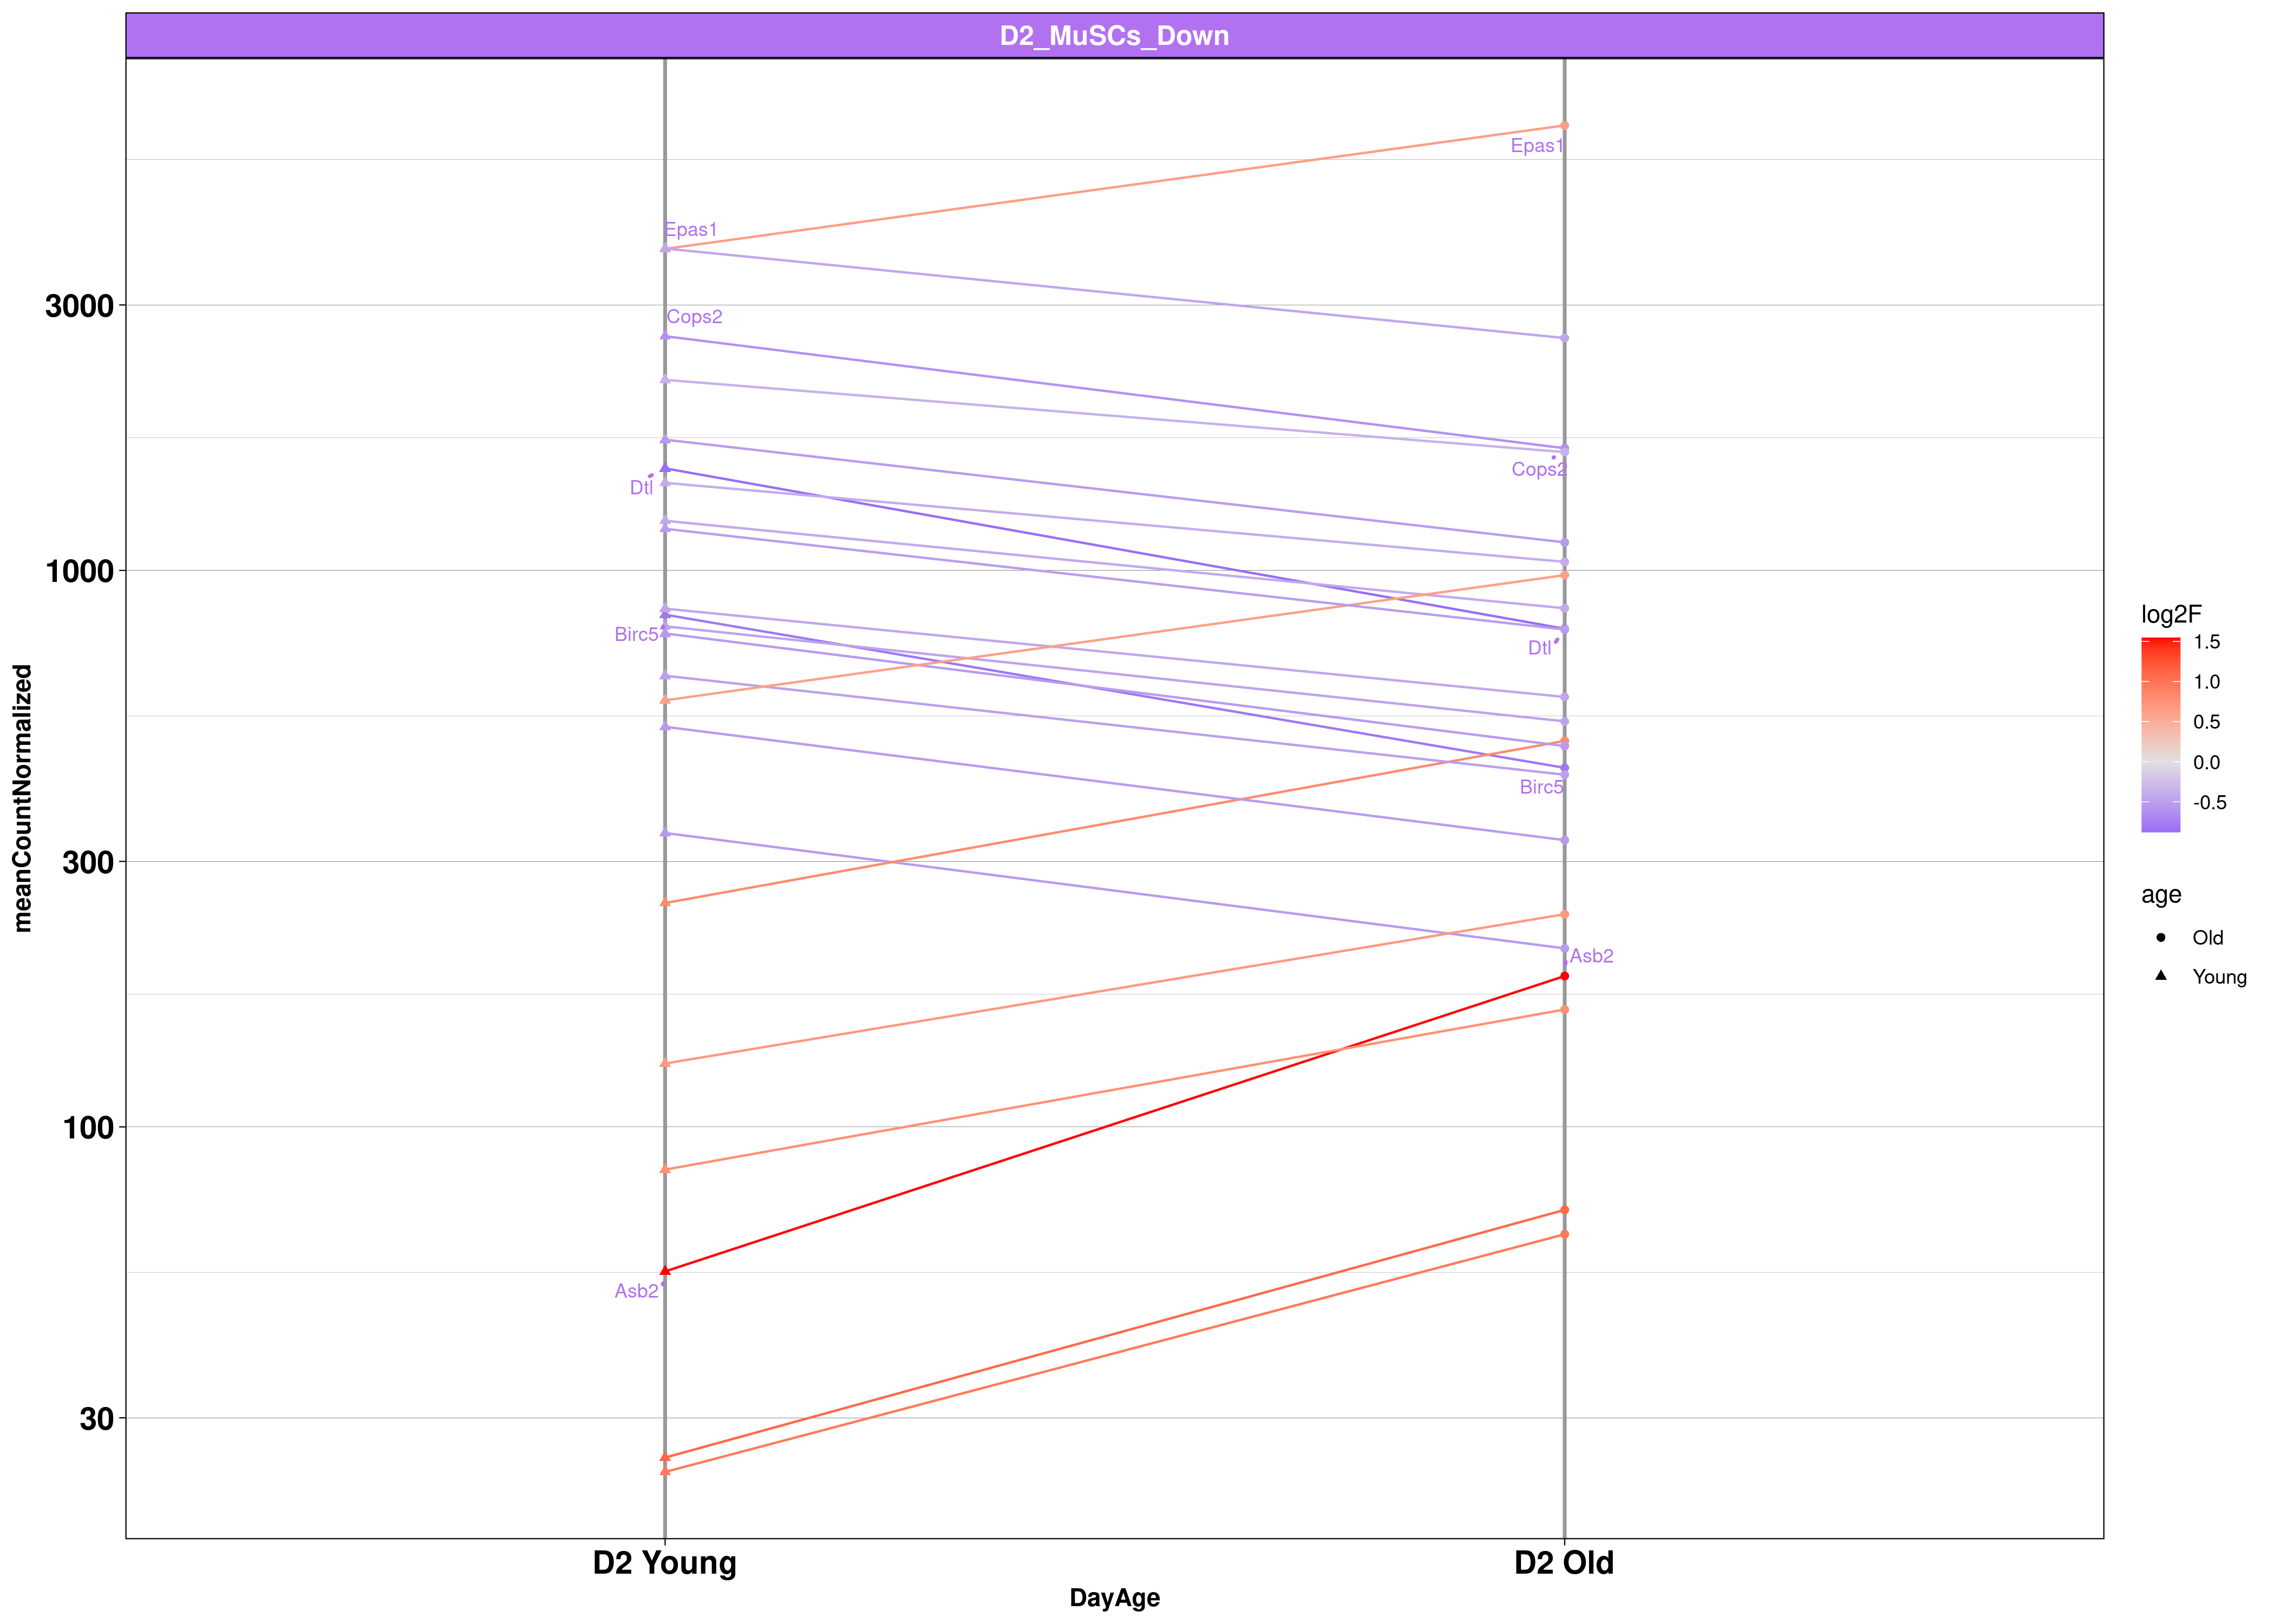 D2_MuSCs_Down
Epas1
Epas1
3000
Cops2
Cops2
Dtl
1000
Birc5
Dtl
Birc5
300
Asb2
100
Asb2
30
meanCountNormalized
D2 Young
D2 Old
DayAge
log2F
1.5
1.0
0.5
0.0
-0.5
age
Old
Young